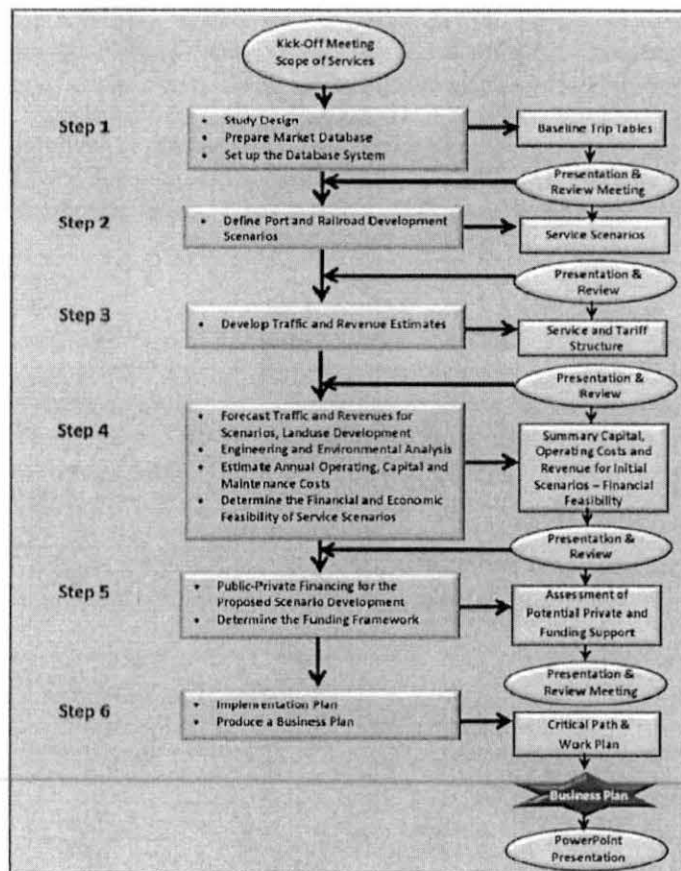 Kick-Off Meeting
Scope of Services
Step 1
• Study Design
• Prepare Market Database
• Set up the Database System
Baseline Trip Tables
Presentation &
Review Meeting
Step 2
• Define Port and Railroad Development
Scenarios
Service Scenarios
Presentation &
Review
Step 3
• Develop Traffic and Revenue Estimates
Service and Tariff
Structure
Presentation &
Review
Step 4
• Forecast Traffic and Revenues for
Scenarios, Landuse Development
• Engineering and Environmental Analysis
• Estimate Annual Operating, Capital and
Maintenance Costs
• Determine the Financial and Economic
Feasibility of Service Scenarios
Summary Capital,
Operating Costs and
Revenue for Initial
Scenarios – Financial
Feasibility
Presentation &
Review
Step 5
• Public-Private Financing for the
Proposed Scenario Development
• Determine the Funding Framework
Assessment of
Potential Private and
Funding Support
Presentation &
Review Meeting
Step 6
• Implementation Plan
• Produce a Business Plan
Critical Path &
Work Plan
Business Plan
PowerPoint
Presentation